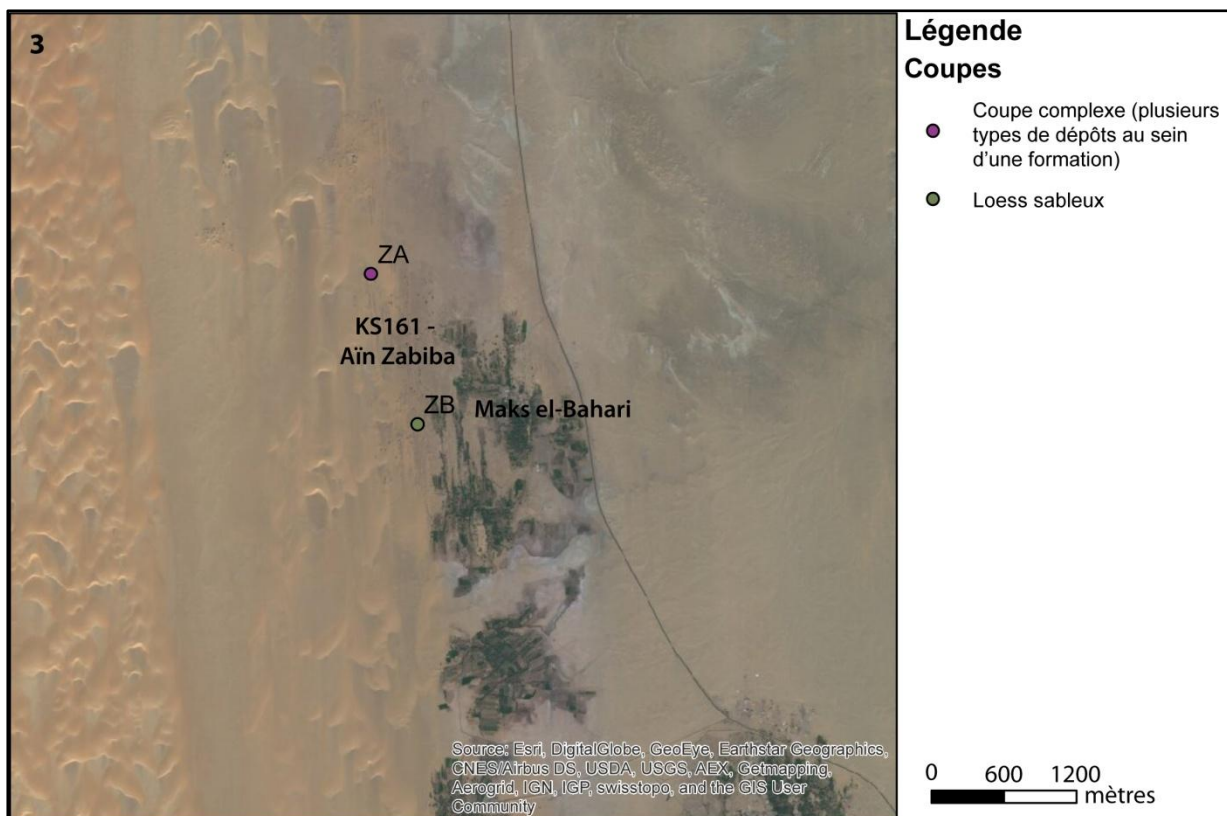 3
ZA
KS161 -
Aïn Zabiba
ZB
Maks el-Bahari
Source: Esri, DigitalGlobe, GeoEye, Earthstar Geographics,
CNES/Airbus DS, USDA, USGS, AEX, Getmapping,
Aerogrid, IGN, IGP, swisstopo, and the GIS User
Community
Légende
Coupes
Coupe complexe (plusieurs
types de dépôts au sein
d'une formation)
Loess sableux
0 600 1200
mètres